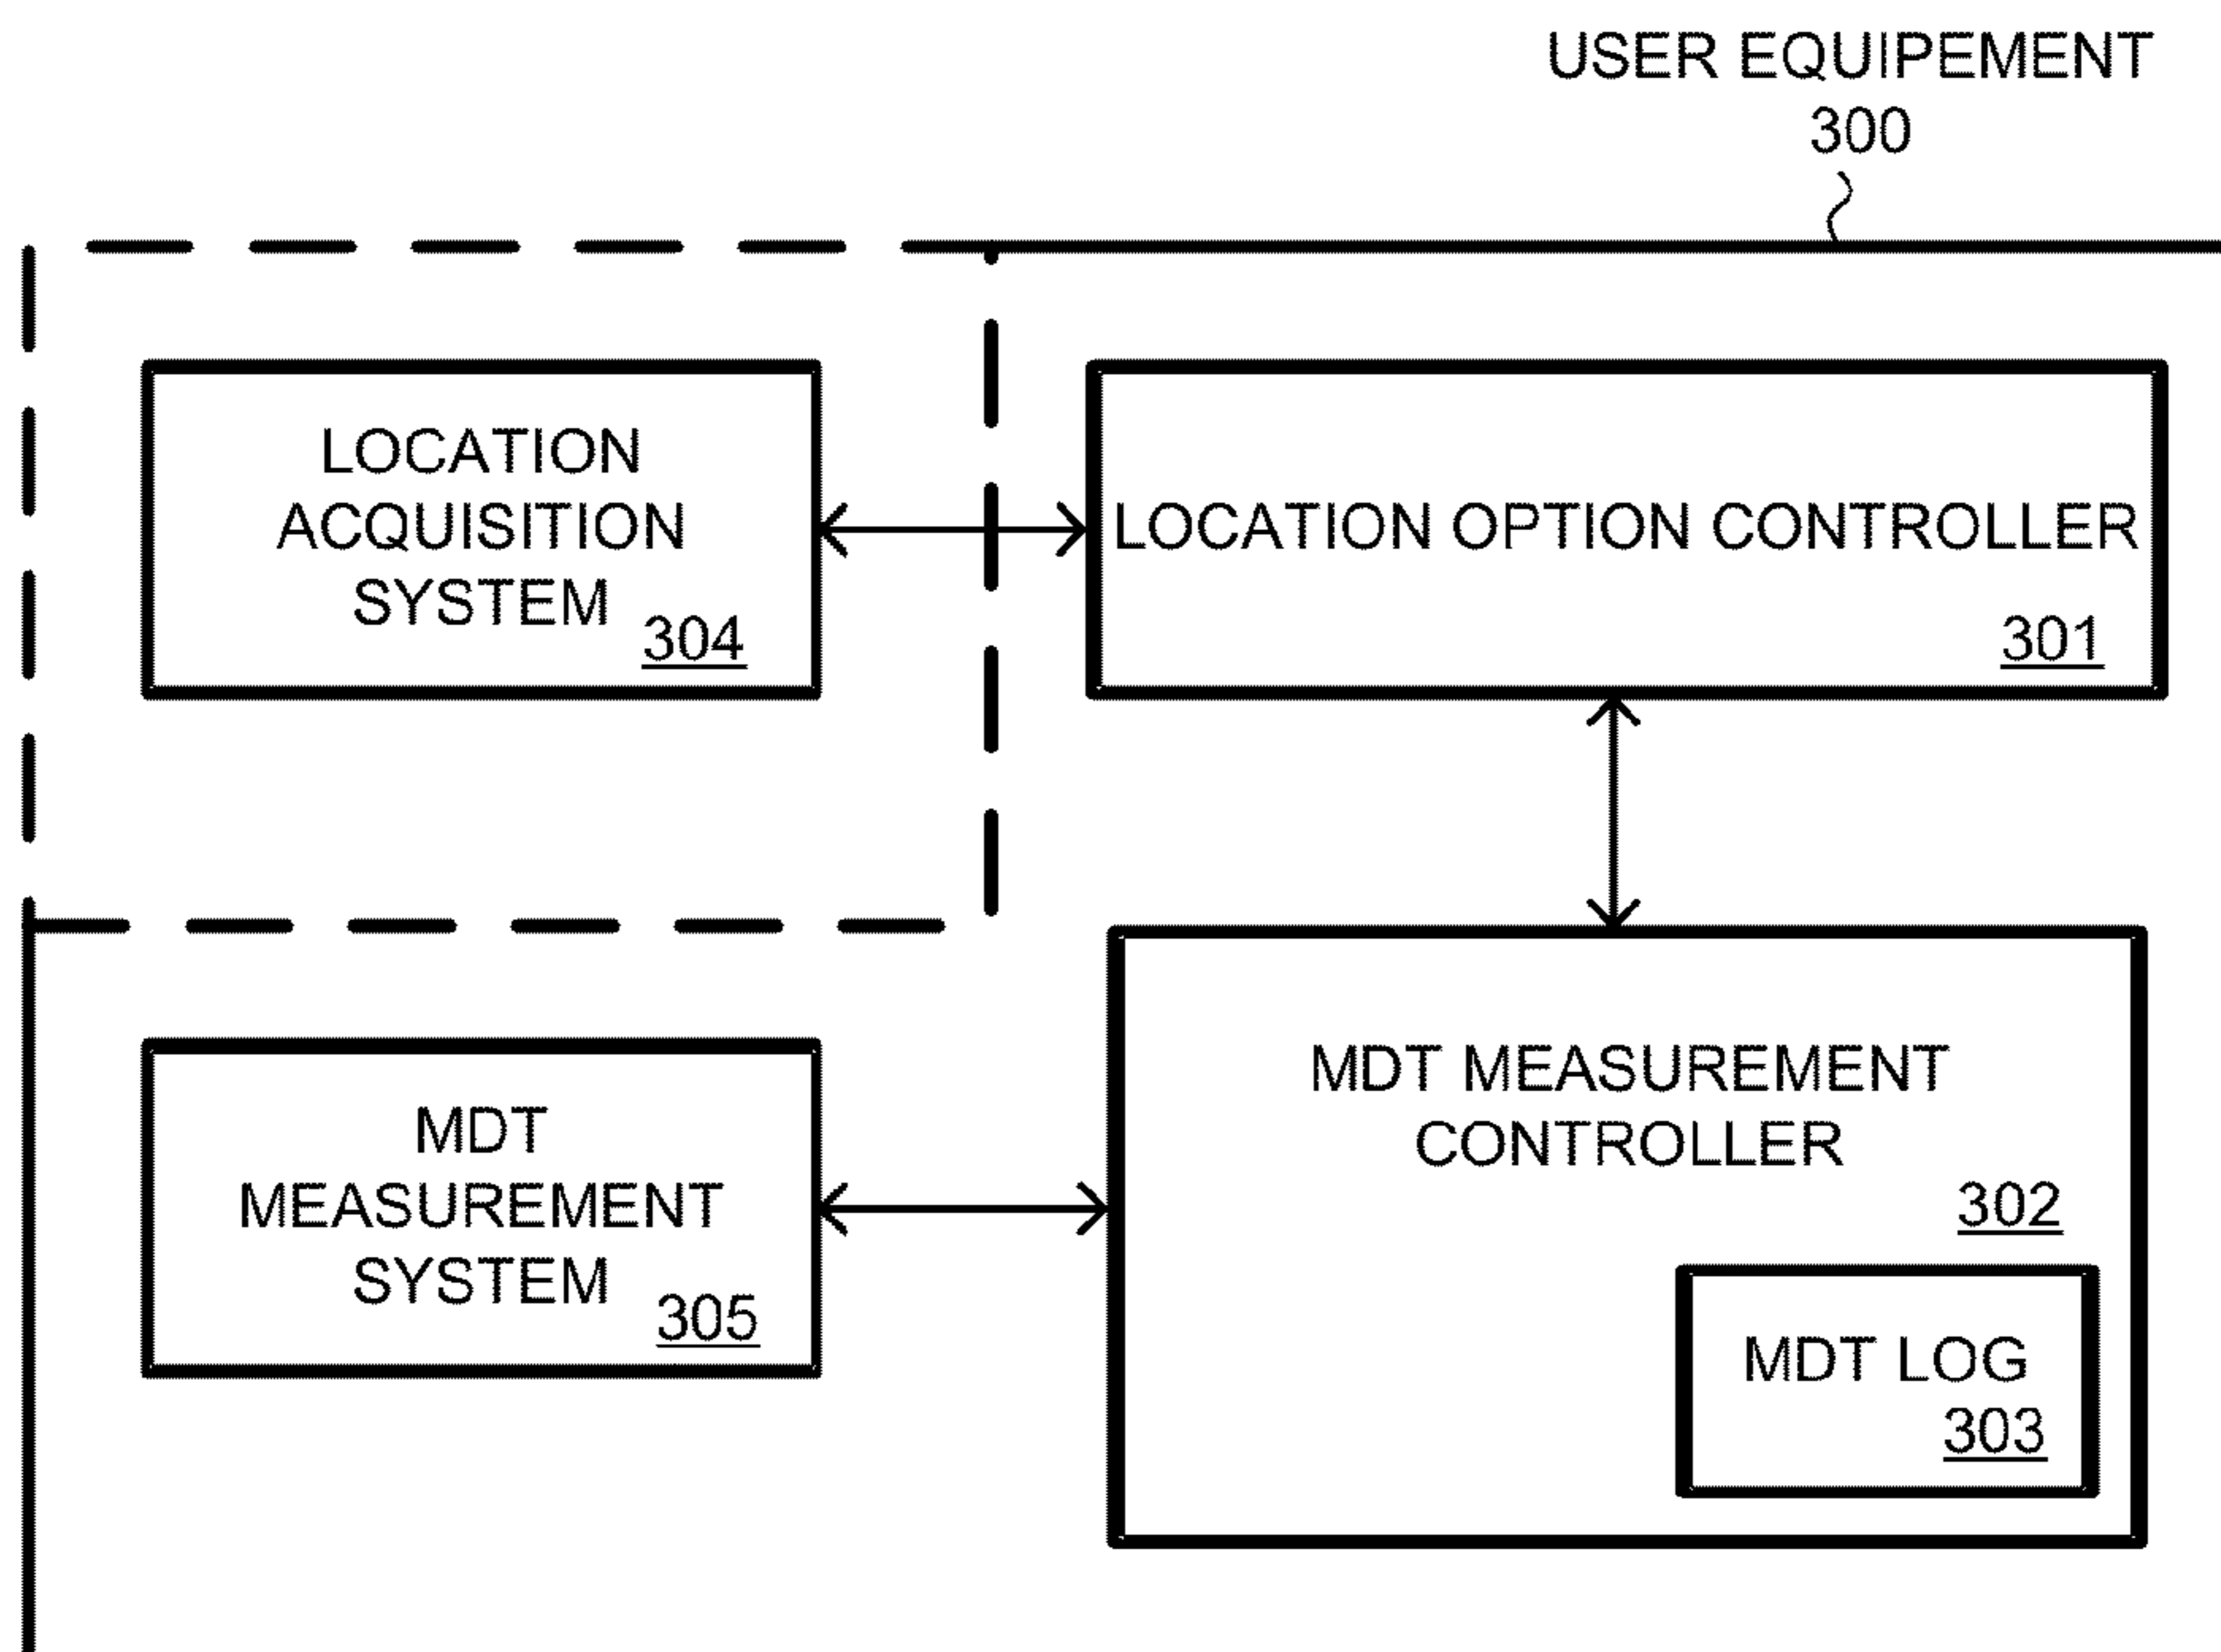 USER EQUIPEMENT
300
LOCATION
ACQUISITION
SYSTEM
304
LOCATION OPTION CONTROLLER
301
MDT
MEASUREMENT
SYSTEM
305
MDT MEASUREMENT
CONTROLLER
302
MDT LOG
303